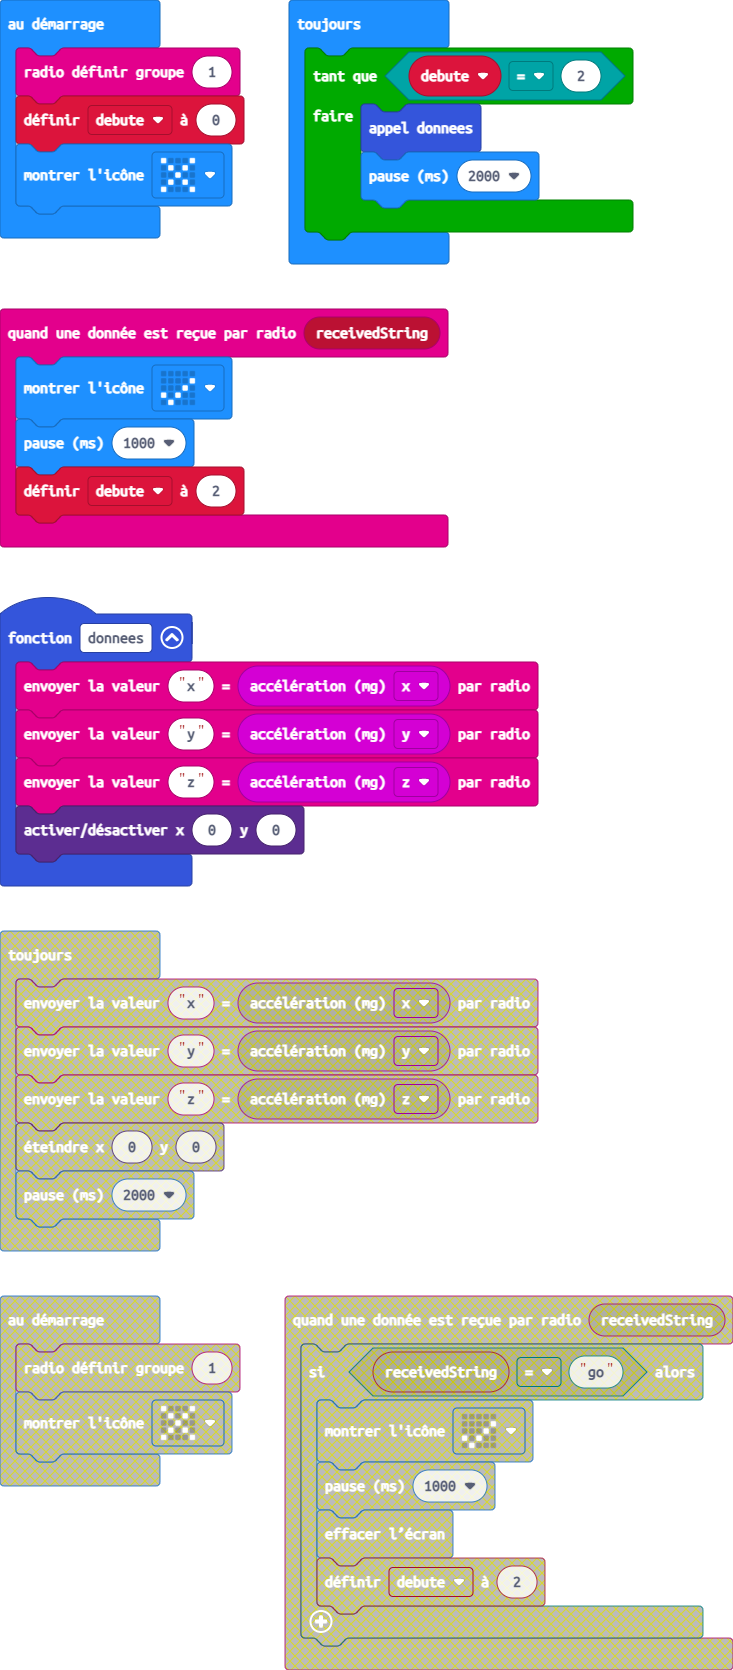 au démarrage
radio définir groupe 1
définir debute à 0
montrer l'icône
toujours
tant que debute = 2
faire
appel donnees
pause (ms) 2000
quand une donnée est reçue par radio receivedString
montrer l'icône
pause (ms) 1000
définir debute à 2
fonction donnees
envoyer la valeur "x" = accélération (mg) x par radio
envoyer la valeur "y" = accélération (mg) y par radio
envoyer la valeur "z" = accélération (mg) z par radio
activer/désactiver x 0 y 0
toujours
envoyer la valeur "x" = accélération (mg) x par radio
envoyer la valeur "y" = accélération (mg) y par radio
envoyer la valeur "z" = accélération (mg) z par radio
éteindre x 0 y 0
pause (ms) 2000
au démarrage
radio définir groupe 1
montrer l'icône
quand une donnée est reçue par radio receivedString
si receivedString = "go" alors
montrer l'icône
pause (ms) 1000
effacer l’écran
définir debute à 2